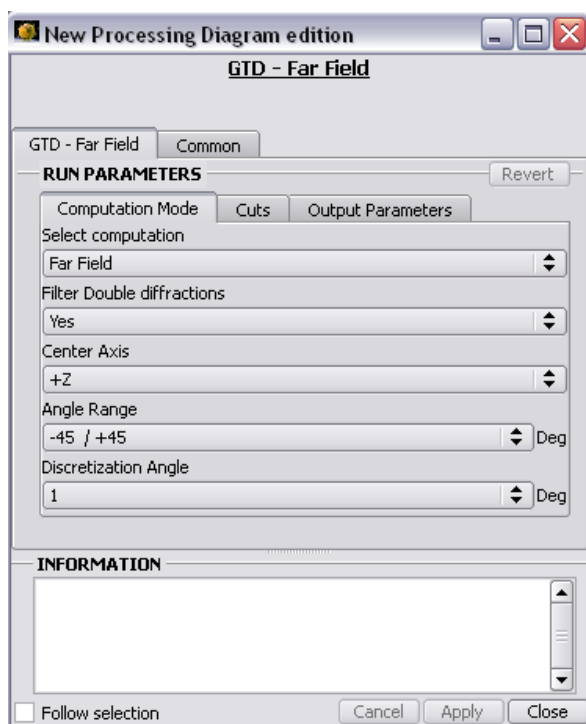 New Processing Diagram edition
GTD - Far Field
GTD - Far Field Common
RUN PARAMETERS Revert
Computation Mode Cuts Output Parameters
Select computation
Far Field
Filter Double diffractions
Yes
Center Axis
+Z
Angle Range
-45 / +45 Deg
Discretization Angle
1 Deg
INFORMATION
Follow selection Cancel Apply Close